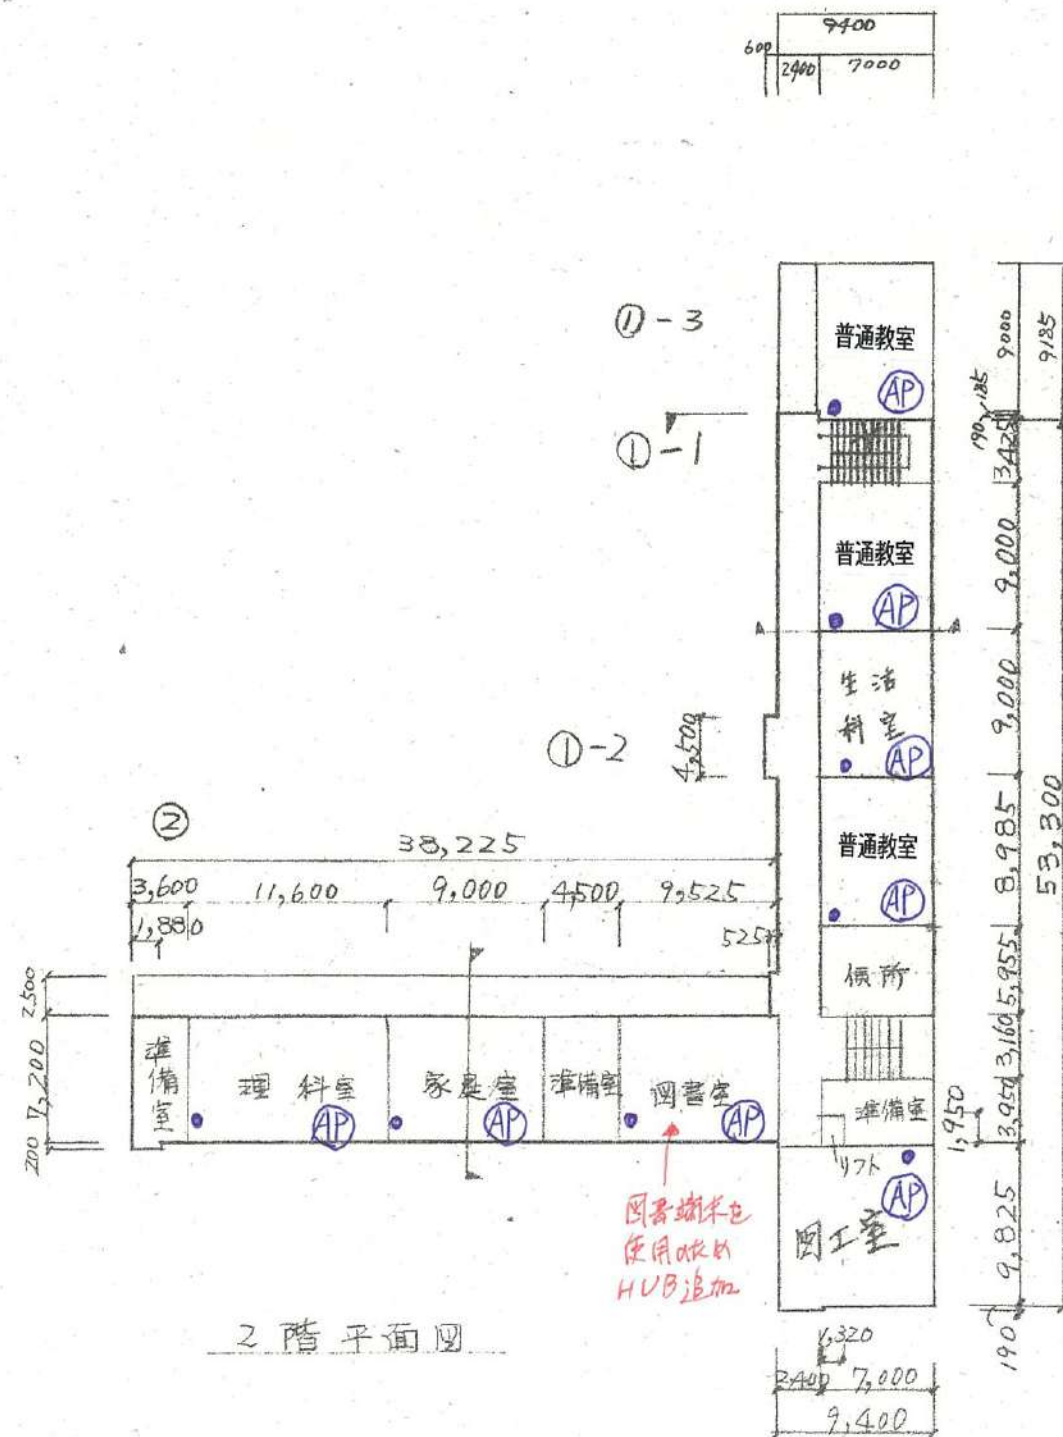 9400
600
2400 7000
①-3
普通教室
AP
9000
9185
190 185
①-1
3,425
普通教室
AP
9,000
生活
科室
AP
9,000
①-2
4,500
②
38,225
普通教室
AP
8,985
53,300
3,600 11,600 9,000 4,500 9,525
1,880
525
便所
5,955
2,500
7,200
200
準備室
理科室
AP
家庭室
AP
準備室
図書室
AP
3,160
準備室
3,950
1,950
リフト
AP
図工室
9,825
190
図書端末を
使用のため
HUB追加
2階平面図
1,320
2,400 7,000
9,400